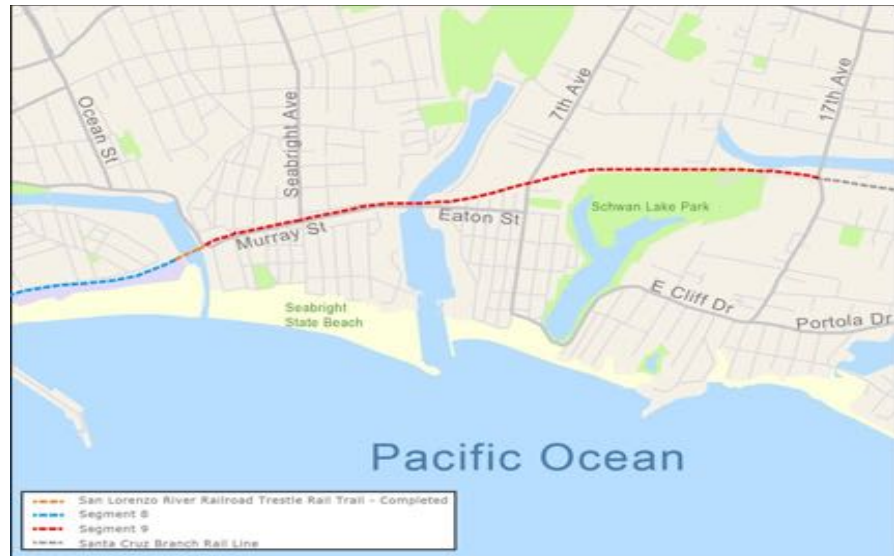 Ocean St
Seabright Ave
7th Ave
17th Ave
Murray St
Eaton St
Schwan Lake Park
Seabright
State Beach
E Cliff Dr
Portola Dr
Pacific Ocean
San Lorenzo River Railroad Trestle Rail Trail - Completed
Segment 8
Segment 9
Santa Cruz Branch Rail Line